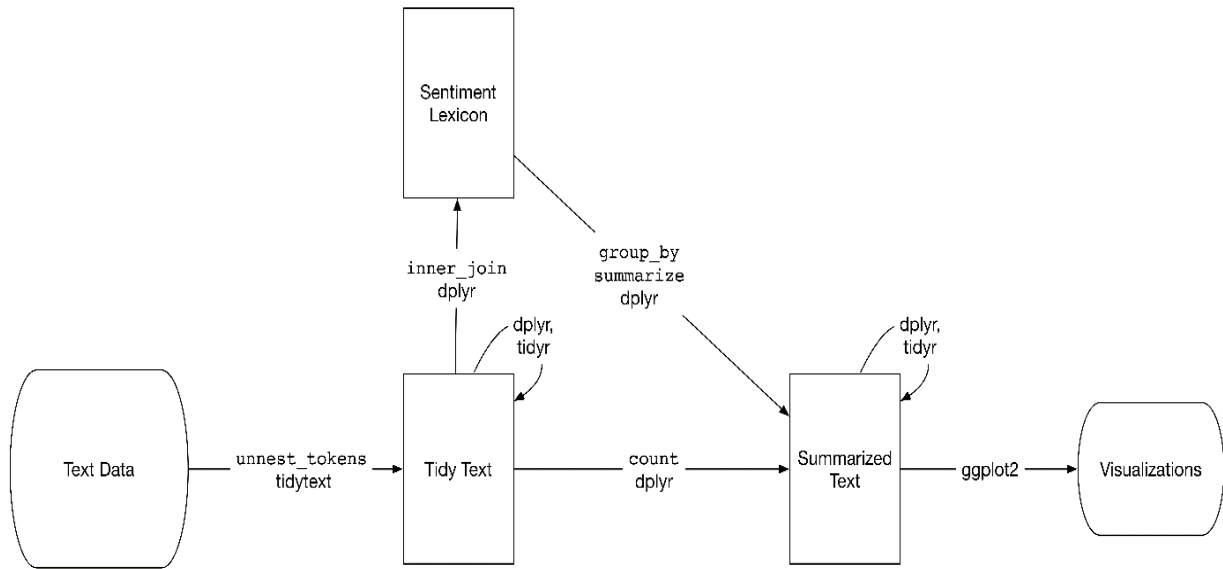 Sentiment
Lexicon
inner_join
dplyr
group_by
summarize
dplyr
dplyr,
tidyr
dplyr,
tidyr
Text Data
unnest_tokens
tidytext
Tidy Text
count
dplyr
Summarized
Text
ggplot2
Visualizations